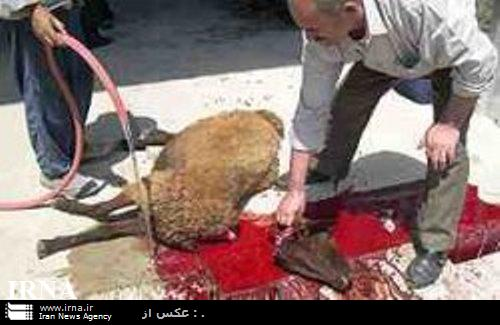 IRNA
www.irna.ir
Iran News Agency
عکس از : .